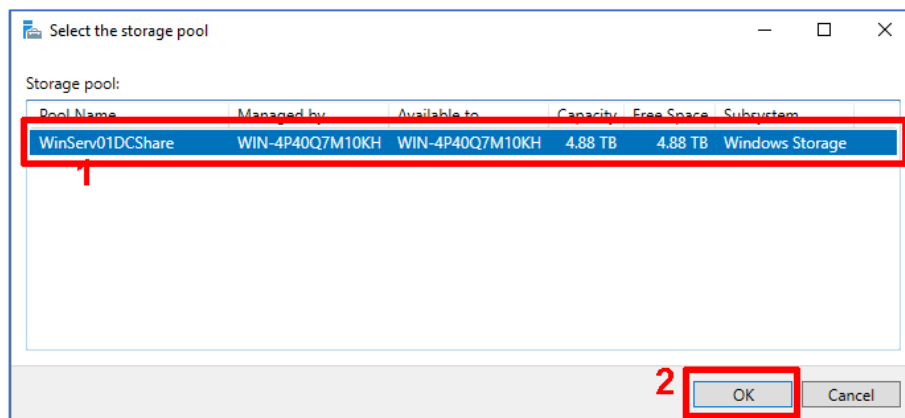 Select the storage pool
Storage pool:
Pool Name Managed by Available to Capacity Free Space Subsystem
WinServ01DCShare WIN-4P40Q7M10KH WIN-4P40Q7M10KH 4.88 TB 4.88 TB Windows Storage
1
2 OK Cancel